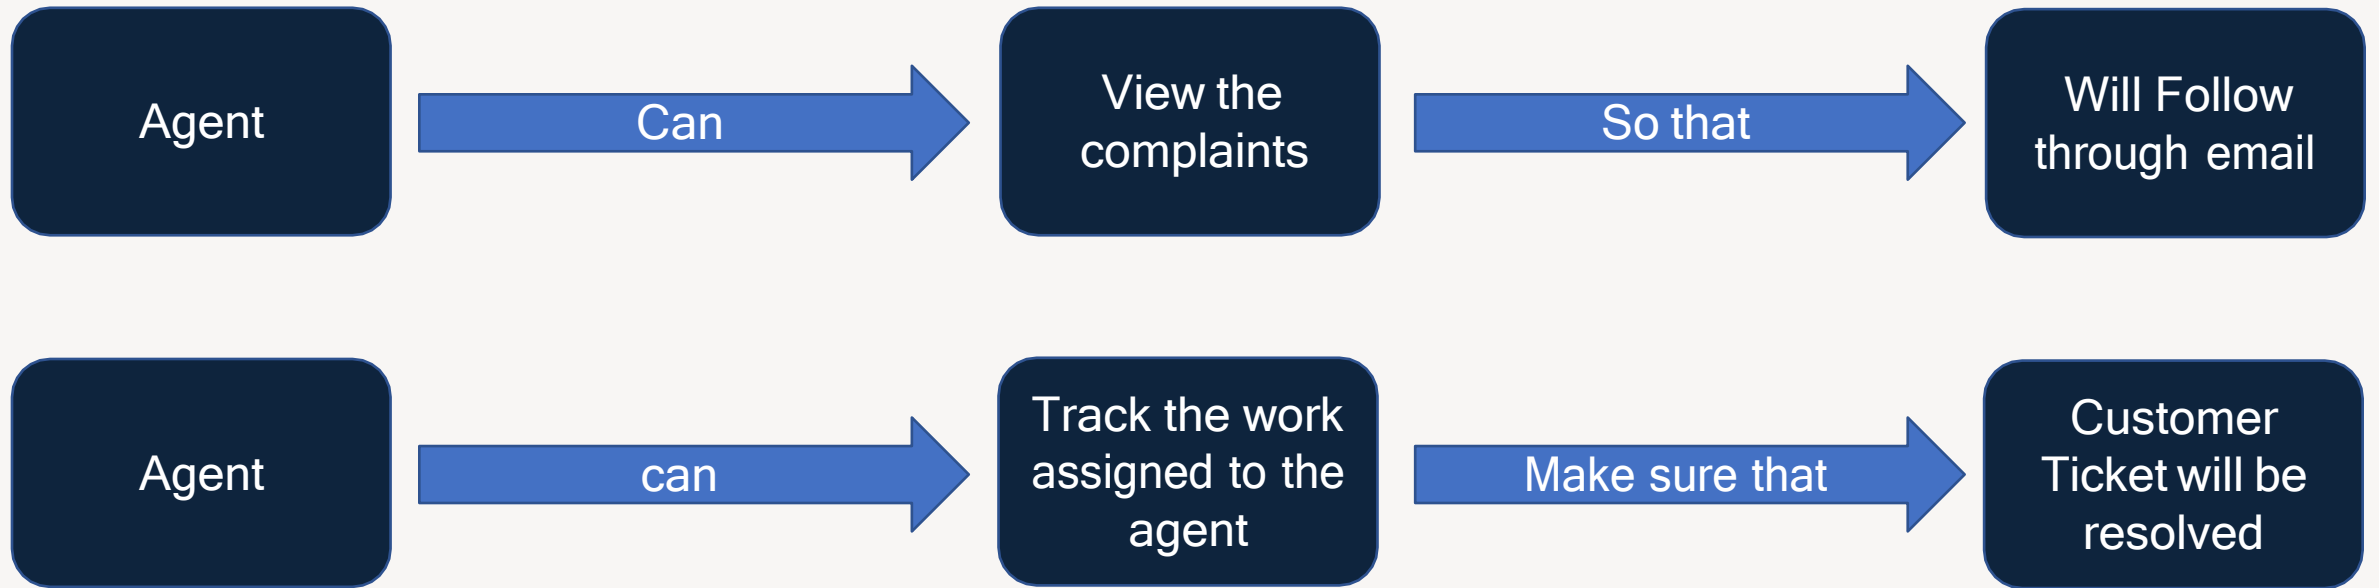 Agent
Can
View the
complaints
So that
Will Follow
through email
Agent
can
Track the work
assigned to the
agent
Make sure that
Customer
Ticket will be
resolved